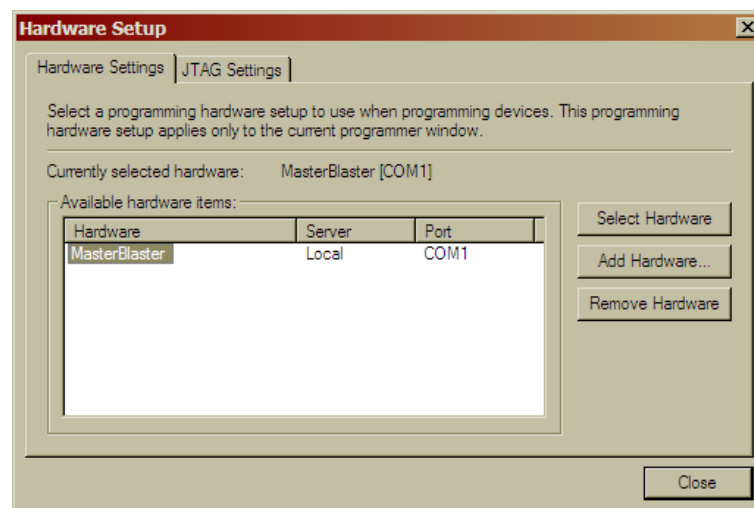 Hardware Setup
Hardware Settings JTAG Settings
Select a programming hardware setup to use when programming devices. This programming
hardware setup applies only to the current programmer window.
Currently selected hardware: MasterBlaster [COM1]
Available hardware items:
Hardware Server Port
MasterBlaster Local COM1
Select Hardware
Add Hardware...
Remove Hardware
Close